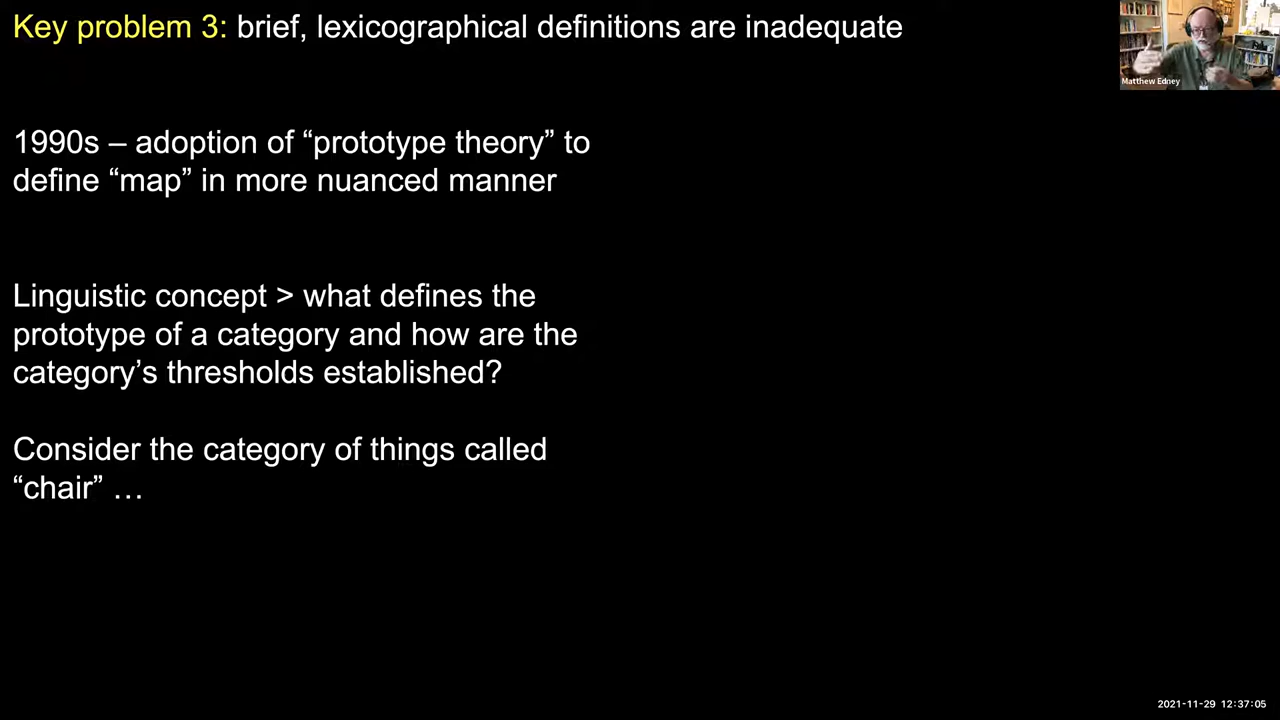 Key problem 3: brief, lexicographical definitions are inadequate
Matthew Edney
1990s – adoption of “prototype theory” to
define “map” in more nuanced manner
Linguistic concept > what defines the
prototype of a category and how are the
category’s thresholds established?
Consider the category of things called
“chair” …
2021-11-29 12:37:05